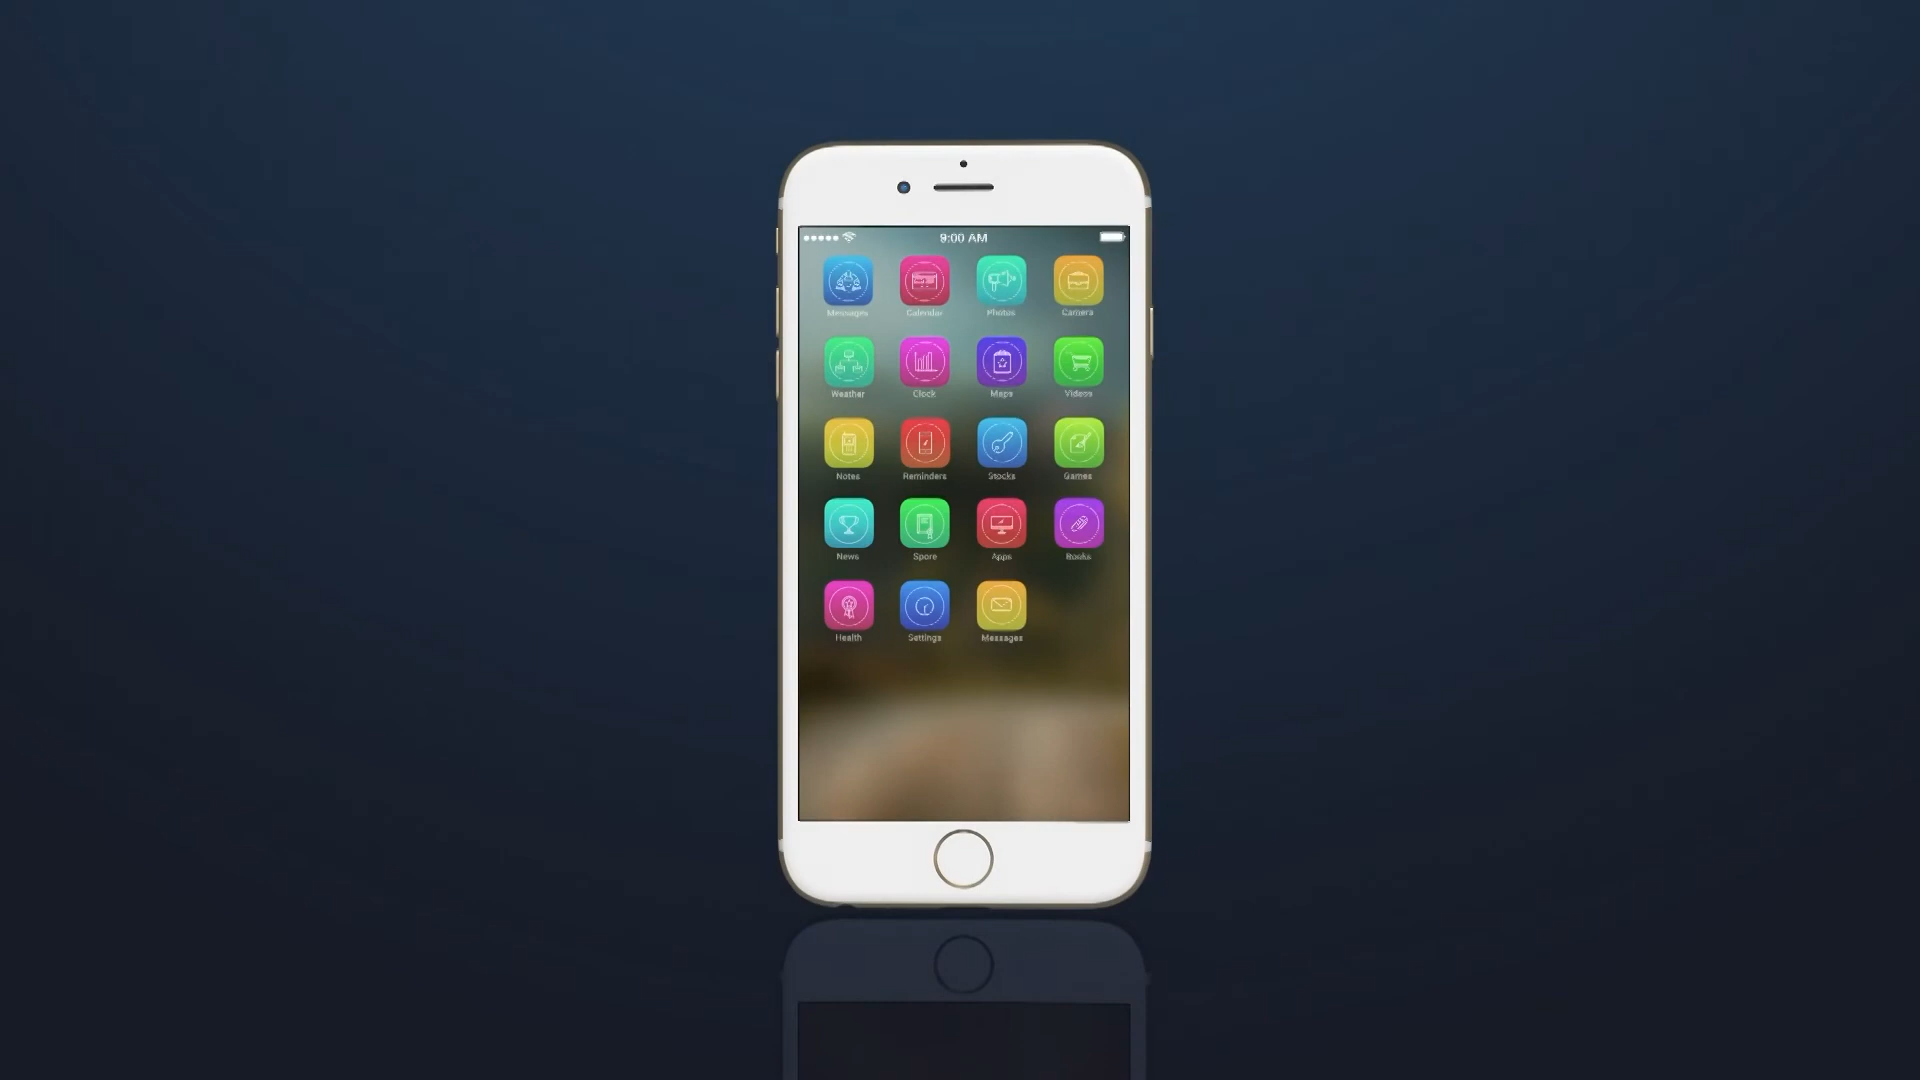 9:00 AM
Messages Calendar Photos Camera
Weather Clock Maps Videos
Notes Reminders Stocks Games
News Spore Apps Books
Health Settings Messages